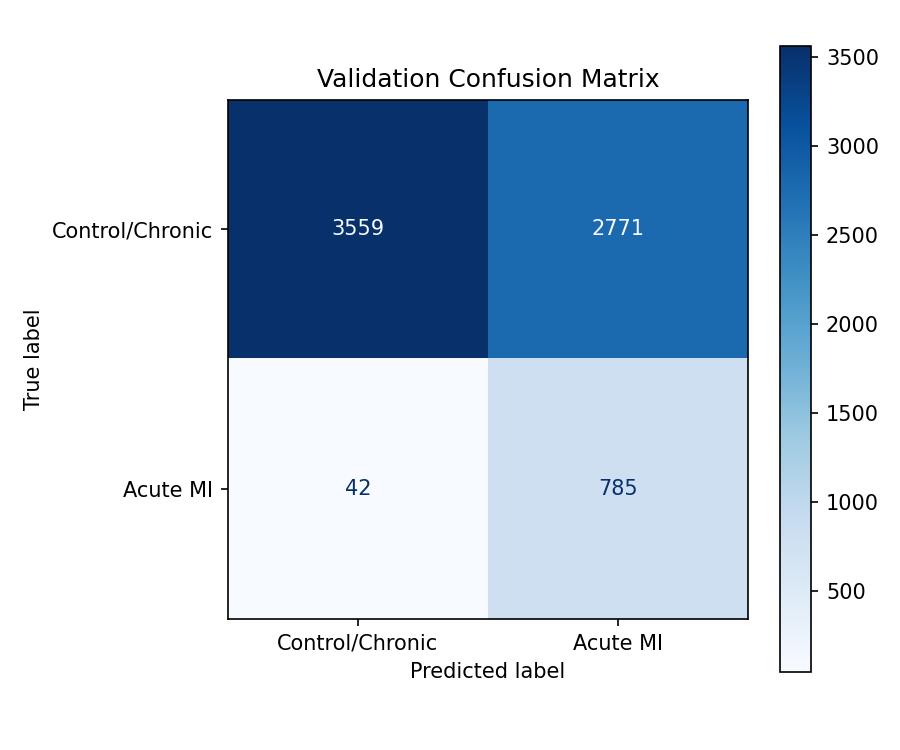 Validation Confusion Matrix
Control/Chronic
Acute MI
True label
3559
2771
42
785
Control/Chronic
Acute MI
Predicted label
3500
3000
2500
2000
1500
1000
500